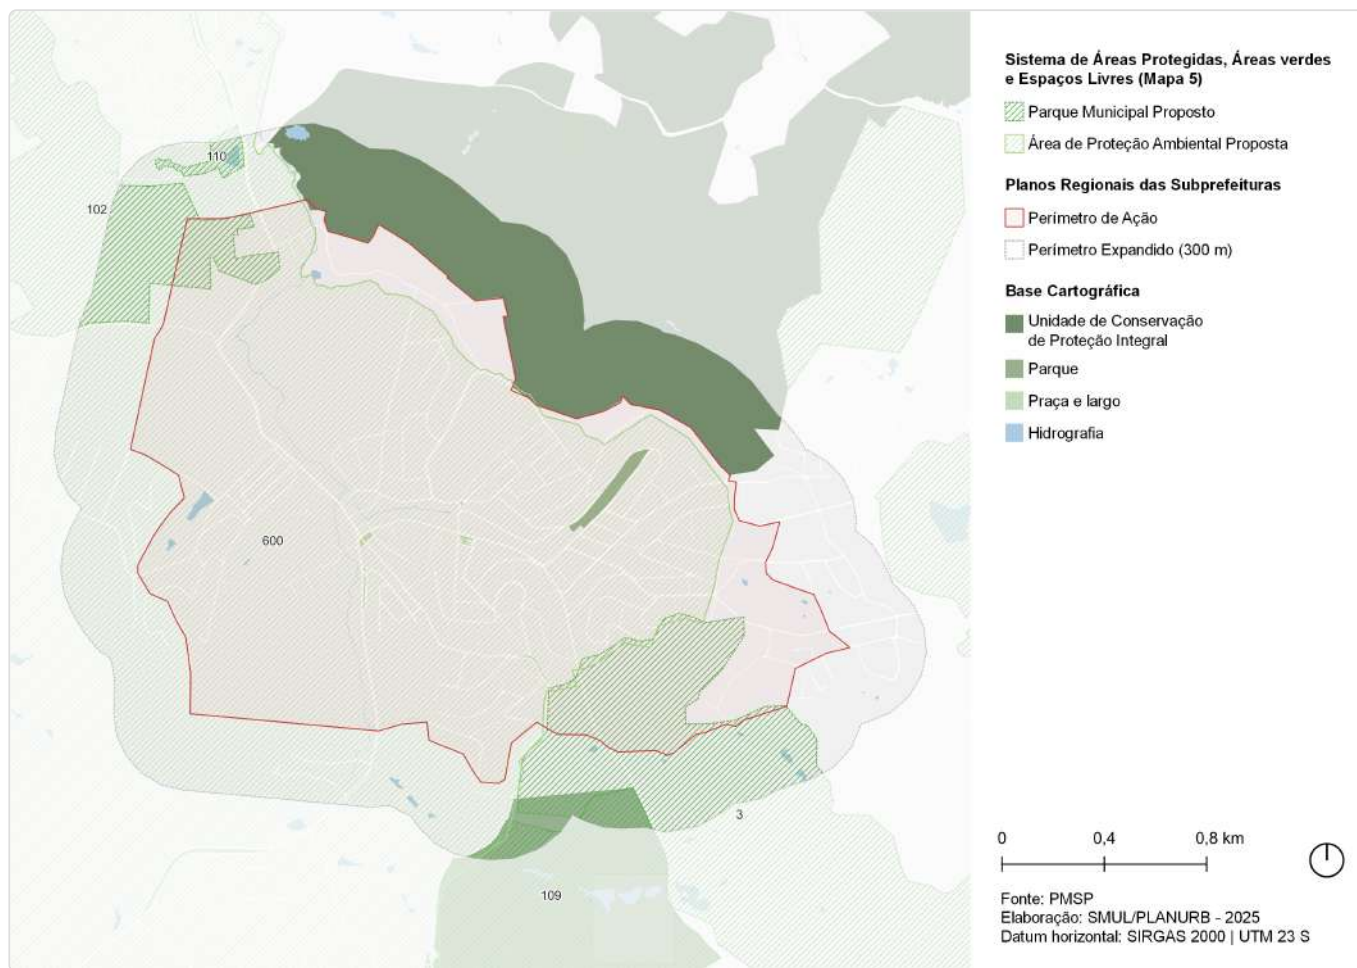 Sistema de Áreas Protegidas, Áreas verdes
e Espaços Livres (Mapa 5)
Parque Municipal Proposto
Área de Proteção Ambiental Proposta
Planos Regionais das Subprefeituras
Perímetro de Ação
Perímetro Expandido (300 m)
Base Cartográfica
Unidade de Conservação
de Proteção Integral
Parque
Praça e largo
Hidrografia
110
102
600
3
109
0 0,4 0,8 km
Fonte: PMSP
Elaboração: SMUL/PLANURB - 2025
Datum horizontal: SIRGAS 2000 | UTM 23 S